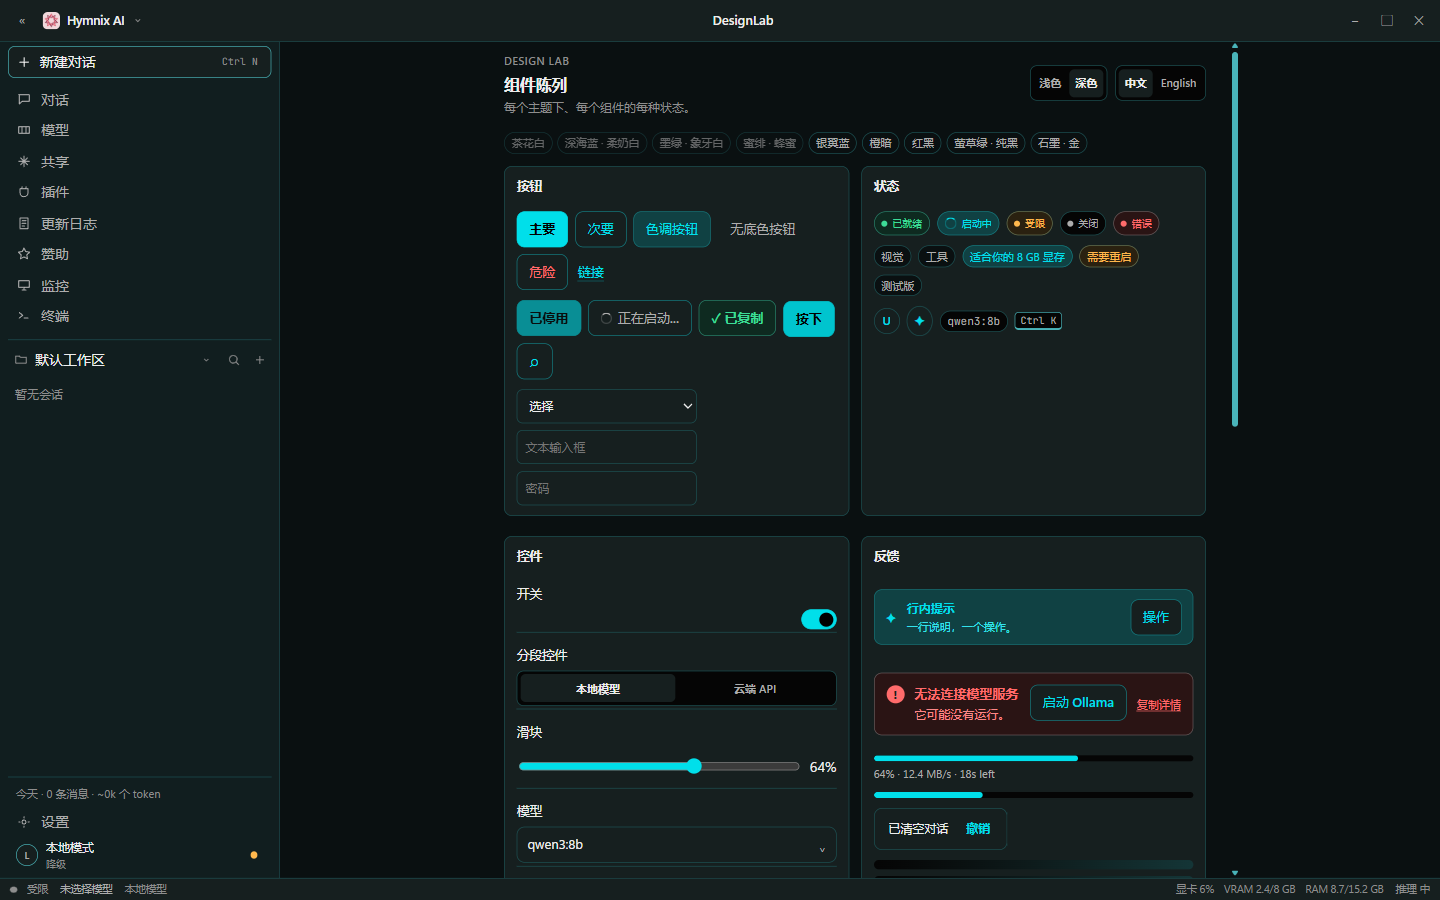 « Hymnix AI
DesignLab
新建对话 Ctrl N
对话
模型
共享
插件
更新日志
赞助
监控
终端
默认工作区
暂无会话
今天 · 0 条消息 · ~0k 个 token
设置
L 本地模式
降级
DESIGN LAB
组件陈列
每个主题下、每个组件的每种状态。
浅色 深色 中文 English
茶花白 深海蓝 · 柔奶白 墨绿 · 象牙白 蜜绯 · 蜂蜜 银翼蓝 橙暗 红黑 萤草绿 · 纯黑 石墨 · 金
按钮
主要 次要 色调按钮 无底色按钮
危险 链接
已停用 正在启动... ✓ 已复制 按下
选择
文本输入框
密码
状态
已就绪 启动中 受限 关闭 错误
视觉 工具 适合你的 8 GB 显存 需要重启
测试版
U qwen3:8b Ctrl K
控件
开关
分段控件
本地模型 云端 API
滑块
64%
模型
qwen3:8b
反馈
行内提示
一行说明，一个操作。
操作
无法连接模型服务
它可能没有运行。
启动 Ollama 复制详情
64% · 12.4 MB/s · 18s left
已清空对话 撤销
受限 未选择模型 本地模型
显卡 6% VRAM 2.4/8 GB RAM 8.7/15.2 GB 推理 中